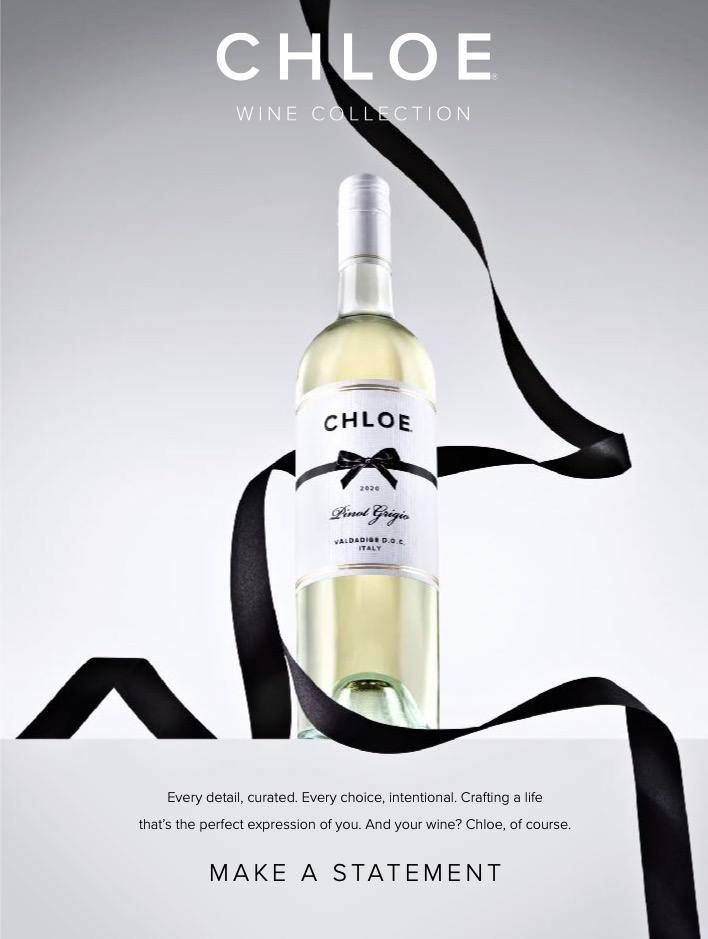 CHLOE®
WINE COLLECTION
CHLOE
2020
Pinot Grigio
VALDADIGE D.O.C.
ITALY
Every detail, curated. Every choice, intentional. Crafting a life
that's the perfect expression of you. And your wine? Chloe, of course.
MAKE A STATEMENT